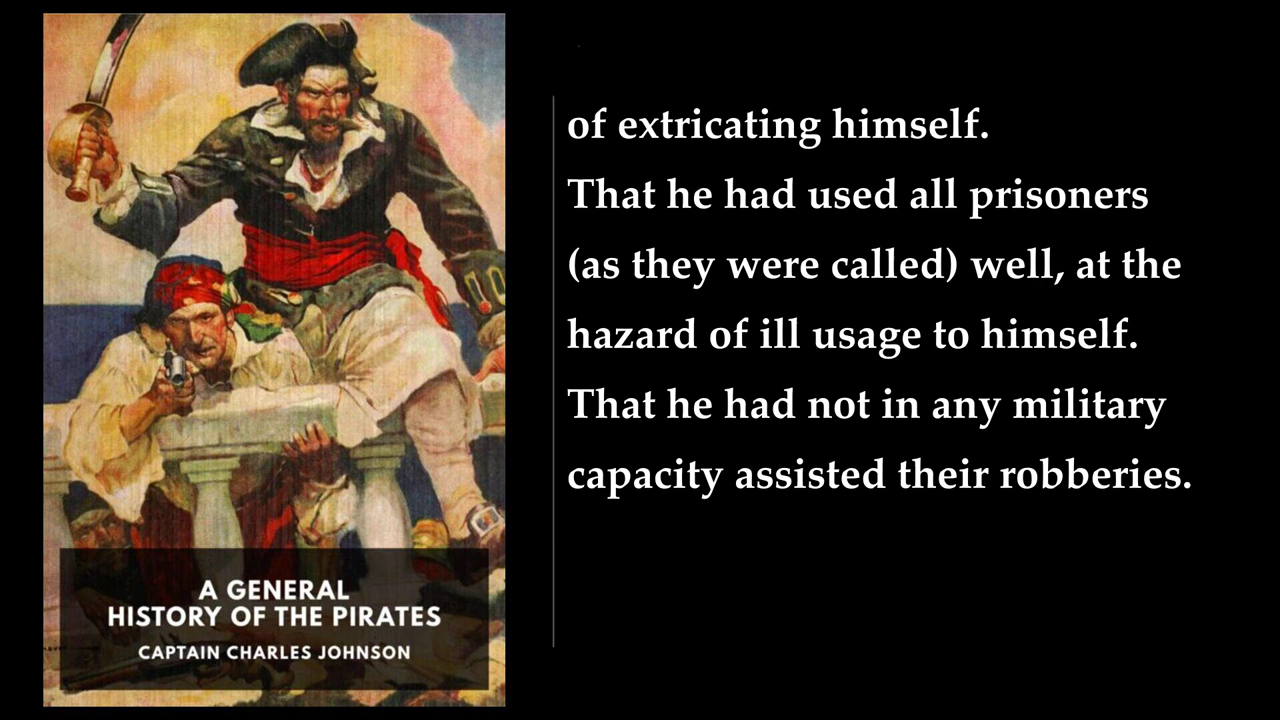 of extricating himself.
That he had used all prisoners
(as they were called) well, at the
hazard of ill usage to himself.
That he had not in any military
capacity assisted their robberies.
A GENERAL
HISTORY OF THE PIRATES
CAPTAIN CHARLES JOHNSON